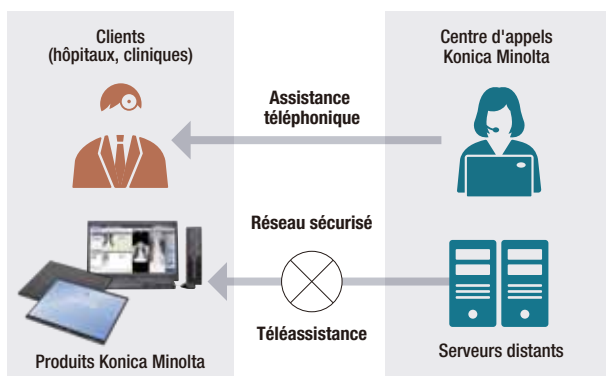 Clients
(hôpitaux, cliniques)
Centre d'appels
Konica Minolta
Assistance
téléphonique
Réseau sécurisé
Téléassistance
Produits Konica Minolta
Serveurs distants